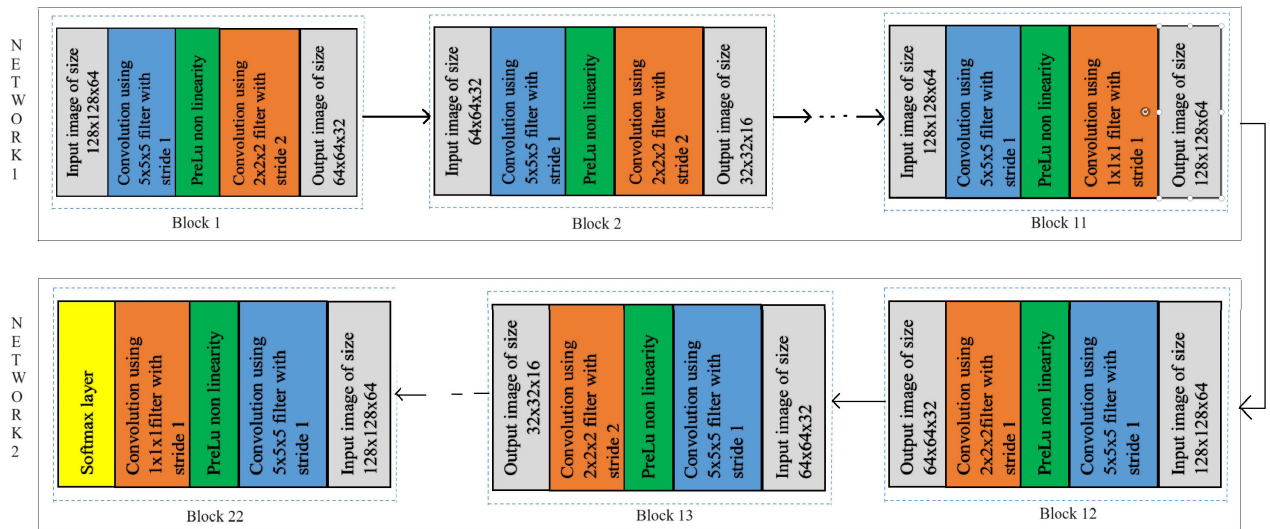 NETWORK1
Input image of size
128x128x64
Convolution using
5x5x5 filter with
stride 1
PreLu non linearity
Convolution using
2x2x2 filter with
stride 2
Output image of size
64x64x32
Block 1
Input image of size
64x64x32
Convolution using
5x5x5 filter with
stride 1
PreLu non linearity
Convolution using
2x2x2 filter with
stride 2
Output image of size
32x32x16
Block 2
Input image of size
128x128x64
Convolution using
5x5x5 filter with
stride 1
PreLu non linearity
Convolution using
1x1x1 filter with
stride 1
Output image of size
128x128x64
Block 11
NETWORK2
Softmax layer
Convolution using
1x1x1filter with
stride 1
PreLu non linearity
Convolution using
5x5x5 filter with
stride 1
Input image of size
128x128x64
Block 22
Output image of size
32x32x16
Convolution using
2x2x2 filter with
stride 2
PreLu non linearity
Convolution using
5x5x5 filter with
stride 1
Input image of size
64x64x32
Block 13
Output image of size
64x64x32
Convolution using
2x2x2filter with
stride 1
PreLu non linearity
Convolution using
5x5x5 filter with
stride 1
Input image of size
128x128x64
Block 12